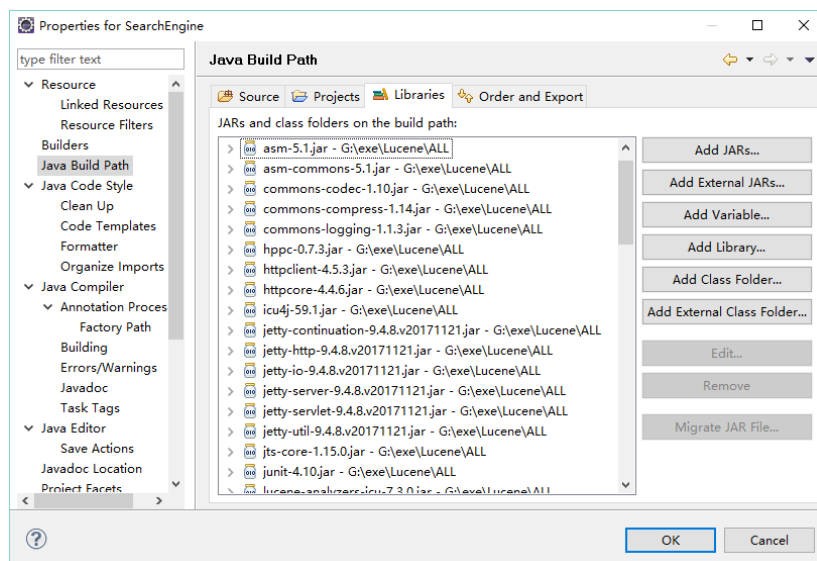 Properties for SearchEngine
type filter text
Resource
Linked Resources
Resource Filters
Builders
Java Build Path
Java Code Style
Clean Up
Code Templates
Formatter
Organize Imports
Java Compiler
Annotation Proces
Factory Path
Building
Errors/Warnings
Javadoc
Task Tags
Java Editor
Save Actions
Javadoc Location
Project Facets
Java Build Path
Source Projects Libraries Order and Export
JARs and class folders on the build path:
asm-5.1.jar - G:\exe\Lucene\ALL
asm-commons-5.1.jar - G:\exe\Lucene\ALL
commons-codec-1.10.jar - G:\exe\Lucene\ALL
commons-compress-1.14.jar - G:\exe\Lucene\ALL
commons-logging-1.1.3.jar - G:\exe\Lucene\ALL
hppc-0.7.3.jar - G:\exe\Lucene\ALL
httpclient-4.5.3.jar - G:\exe\Lucene\ALL
httpcore-4.4.6.jar - G:\exe\Lucene\ALL
icu4j-59.1.jar - G:\exe\Lucene\ALL
jetty-continuation-9.4.8.v20171121.jar - G:\exe\Lucene\ALL
jetty-http-9.4.8.v20171121.jar - G:\exe\Lucene\ALL
jetty-io-9.4.8.v20171121.jar - G:\exe\Lucene\ALL
jetty-server-9.4.8.v20171121.jar - G:\exe\Lucene\ALL
jetty-servlet-9.4.8.v20171121.jar - G:\exe\Lucene\ALL
jetty-util-9.4.8.v20171121.jar - G:\exe\Lucene\ALL
jts-core-1.15.0.jar - G:\exe\Lucene\ALL
junit-4.10.jar - G:\exe\Lucene\ALL
lucene-analyzers-icu-7.3.0.jar - G:\exe\Lucene\ALL
Add JARs...
Add External JARs...
Add Variable...
Add Library...
Add Class Folder...
Add External Class Folder...
Edit...
Remove
Migrate JAR File...
OK
Cancel